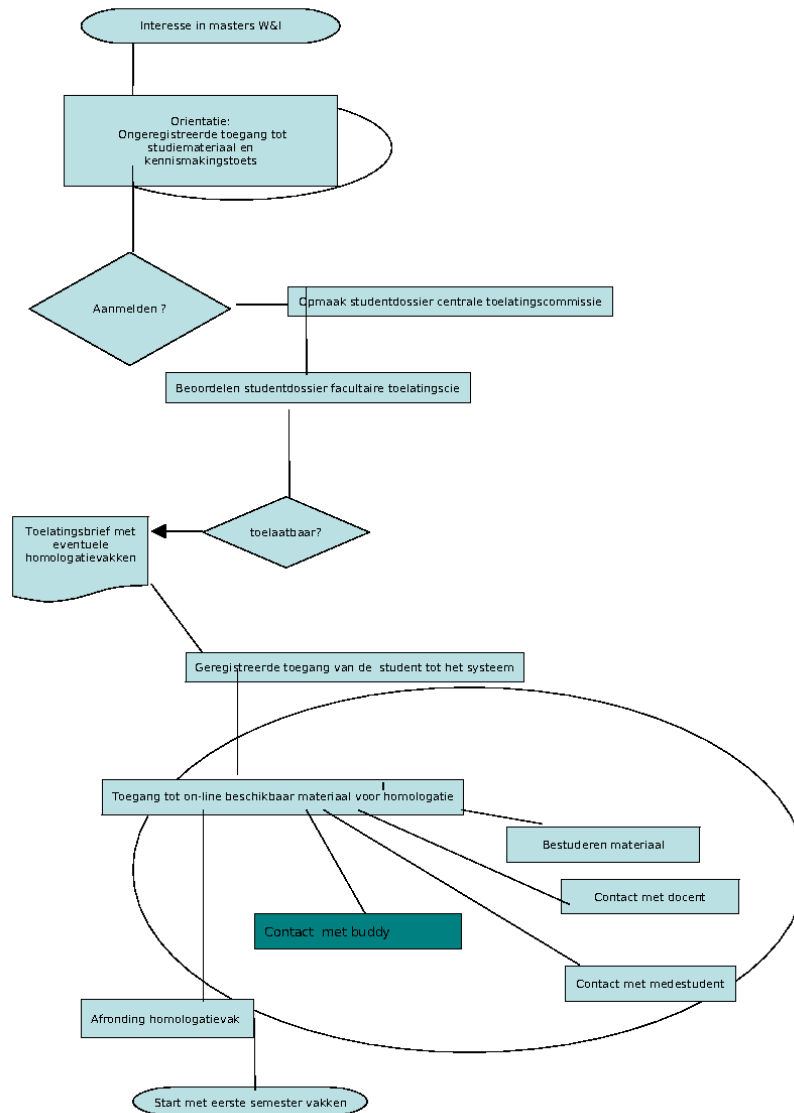 Interesse in masters W&I
Orientatie:
Ongeregistreerde toegang tot
studiemateriaal en
kennismakingstoets
Aanmelden ?
Opmaak studentdossier centrale toelatingscommissie
Beoordelen studentdossier facultaire toelatingscie
toelaatbaar?
Toelatingsbrief met
eventuele
homologatievakken
Geregistreerde toegang van de student tot het systeem
Toegang tot on-line beschikbaar materiaal voor homologatie
Bestuderen materiaal
Contact met docent
Contact met buddy
Contact met medestudent
Afronding homologatievak
Start met eerste semester vakken